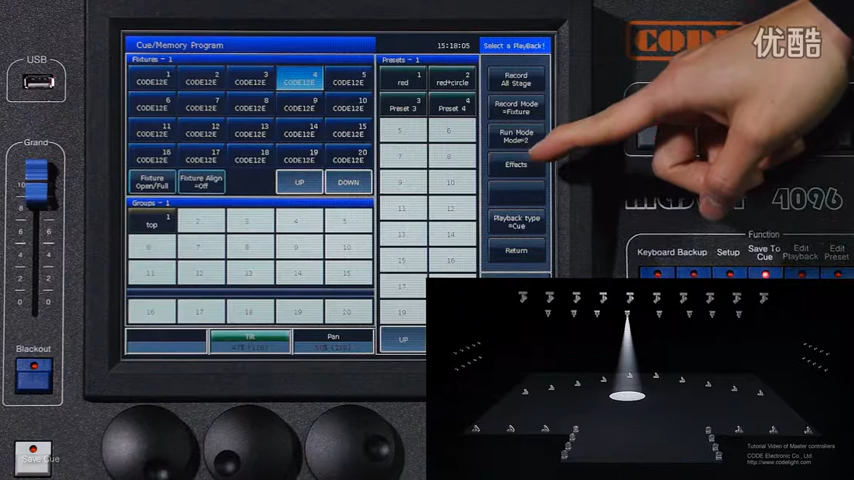 优酷
USB
Grand
10
8
6
4
2
0
8
6
4
2
0
Blackout
Save Cue
Cue/Memory Program
15:18:05
Select a PlayBack!
Fixtures - 1
1 CODE12E
2 CODE12E
3 CODE12E
4 CODE12E
5 CODE12E
6 CODE12E
7 CODE12E
8 CODE12E
9 CODE12E
10 CODE12E
11 CODE12E
12 CODE12E
13 CODE12E
14 CODE12E
15 CODE12E
16 CODE12E
17 CODE12E
18 CODE12E
19 CODE12E
20 CODE12E
Fixture Open/Full
Fixture Align =Off
UP
DOWN
Groups - 1
1 top
2
3
4
5
6
7
8
9
10
11
12
13
14
15
16
17
18
19
20
Tilt
Pan
Presets - 1
1 red
2 red+circle
3 Preset 3
4 Preset 4
5
6
7
8
9
10
11
12
13
14
15
16
17
19
UP
Record All Stage
Record Mode =Fixture
Run Mode Mode=2
Effects
Playback type =Cue
Return
4096
Function
Keyboard
Backup
Setup
Save To Cue
Edit Playback
Edit Preset
Tutorial Video of Master controllers
CODE Electronic Co., Ltd.
http://www.codelight.com